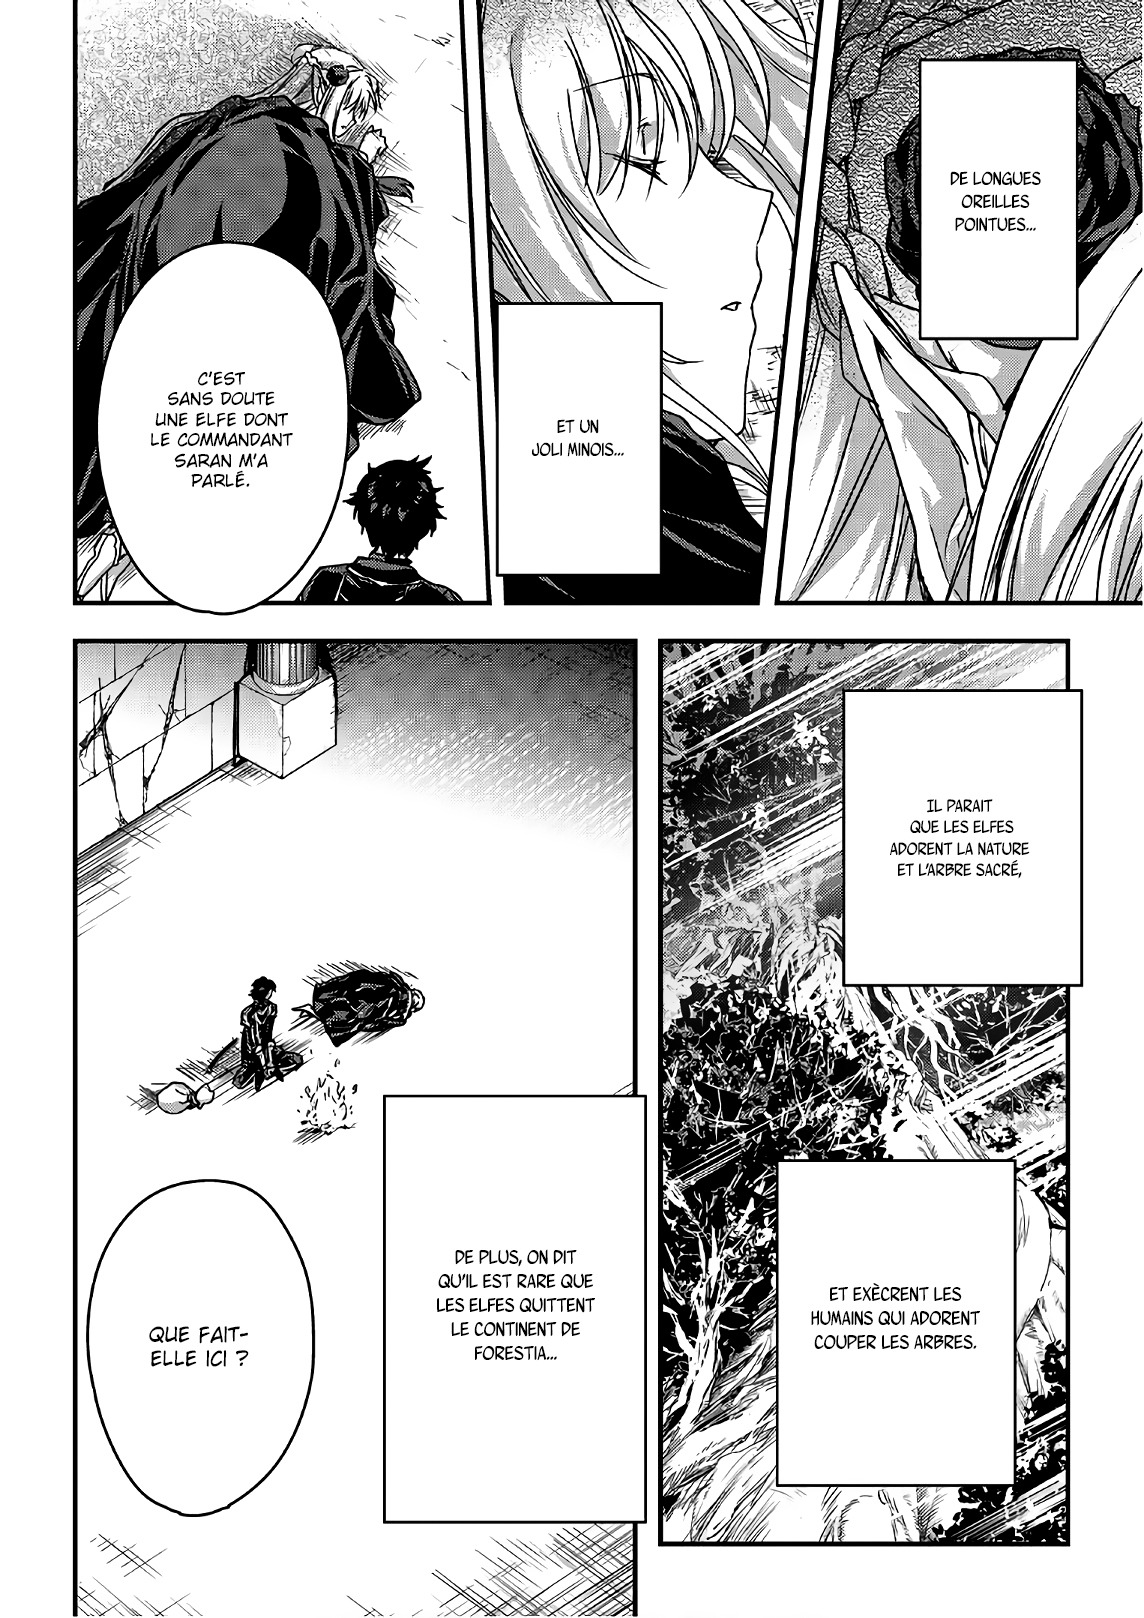 DE LONGUES
OREILLES
POINTUES...
ET UN
JOLI MINOIS...
C'EST
SANS DOUTE
UNE ELFE DONT
LE COMMANDANT
SARAN M'A
PARLÉ.
IL PARAIT
QUE LES ELFES
ADORENT LA NATURE
ET L'ARBRE SACRÉ,
ET EXÈCRENT LES
HUMAINS QUI ADORENT
COUPER LES ARBRES.
DE PLUS, ON DIT
QU'IL EST RARE QUE
LES ELFES QUITTENT
LE CONTINENT DE
FORESTIA...
QUE FAIT-
ELLE ICI ?